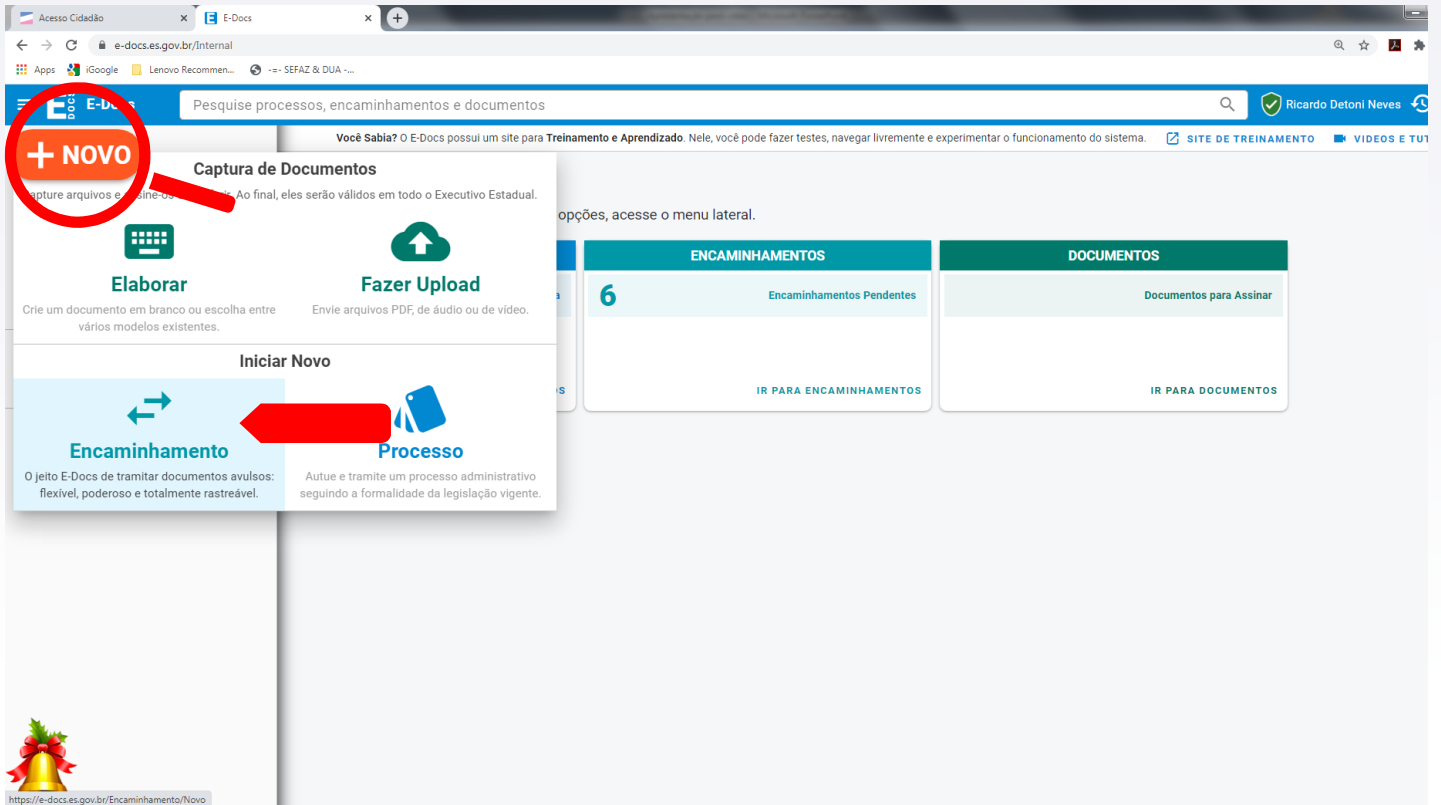 Acesso Cidadão
E-Docs
e-docs.es.gov.br/Internal
Apps
iGoogle
Lenovo Recommen...
-=- SEFAZ & DUA -...
E DOCS
Pesquise processos, encaminhamentos e documentos
Ricardo Detoni Neves
+ NOVO
Você Sabia? O E-Docs possui um site para Treinamento e Aprendizado. Nele, você pode fazer testes, navegar livremente e experimentar o funcionamento do sistema.
SITE DE TREINAMENTO
VIDEOS E TUT
Captura de Documentos
apture arquivos e Ao final, eles serão válidos em todo o Executivo Estadual.
opções, acesse o menu lateral.
Elaborar
Crie um documento em branco ou escolha entre
vários modelos existentes.
Fazer Upload
Envie arquivos PDF, de áudio ou de vídeo.
ENCAMINHAMENTOS
6
Encaminhamentos Pendentes
IR PARA ENCAMINHAMENTOS
DOCUMENTOS
Documentos para Assinar
IR PARA DOCUMENTOS
Iniciar Novo
Encaminhamento
O jeito E-Docs de tramitar documentos avulsos:
flexível, poderoso e totalmente rastreável.
Processo
Autue e tramite um processo administrativo
seguindo a formalidade da legislação vigente.
https://e-docs.es.gov.br/Encaminhamento/Novo